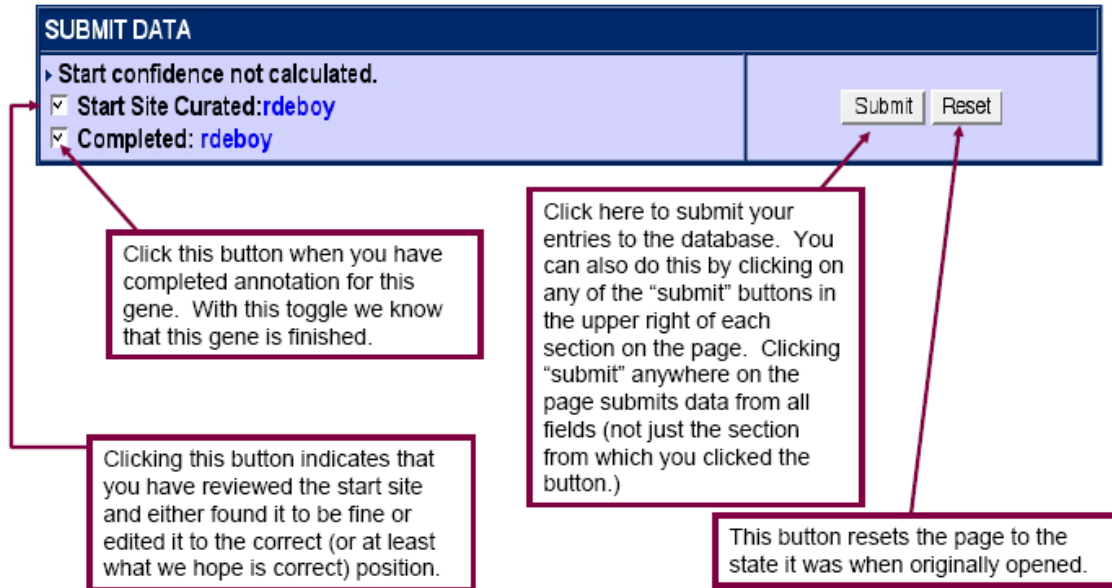 SUBMIT DATA
Start confidence not calculated.
Start Site Curated:rdeboy
Completed: rdeboy
Submit Reset
Click this button when you have
completed annotation for this
gene. With this toggle we know
that this gene is finished.
Click here to submit your
entries to the database. You
can also do this by clicking on
any of the “submit” buttons in
the upper right of each
section on the page. Clicking
“submit” anywhere on the
page submits data from all
fields (not just the section
from which you clicked the
button.)
Clicking this button indicates that
you have reviewed the start site
and either found it to be fine or
edited it to the correct (or at least
what we hope is correct) position.
This button resets the page to the
state it was when originally opened.